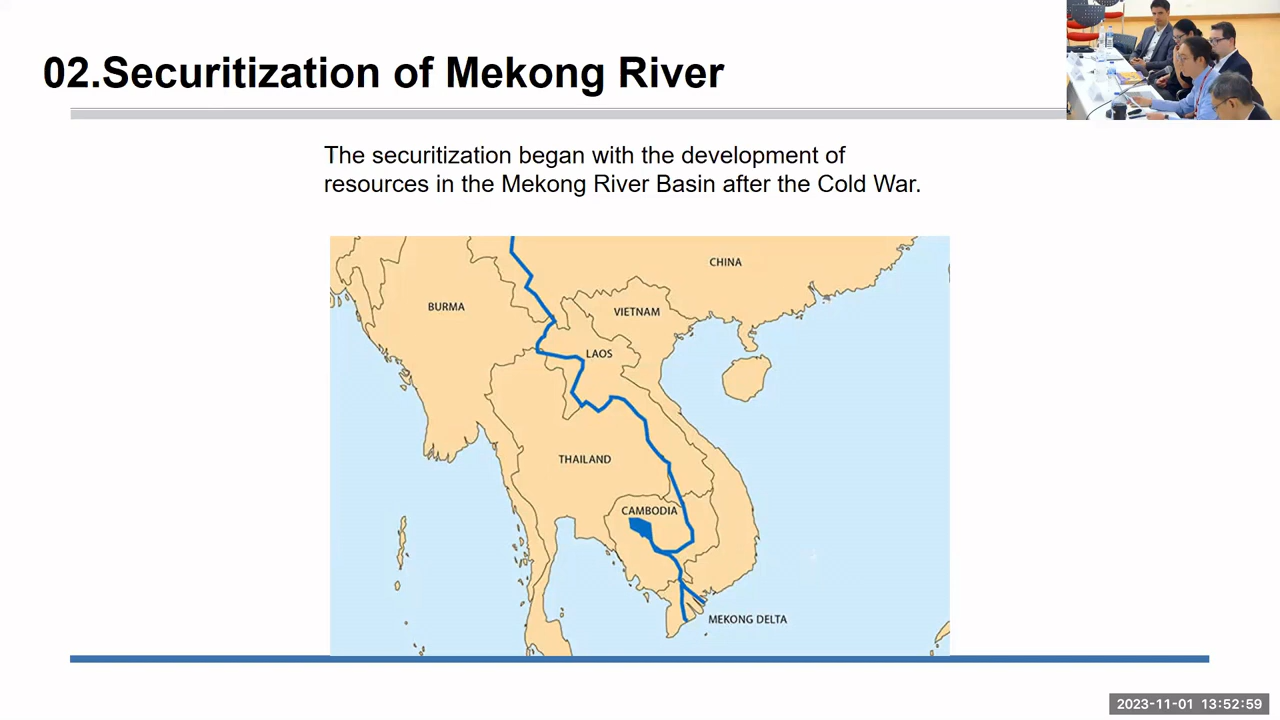 02.Securitization of Mekong River
The securitization began with the development of
resources in the Mekong River Basin after the Cold War.
CHINA
BURMA
VIETNAM
LAOS
THAILAND
CAMBODIA
MEKONG DELTA
2023-11-01 13:52:59